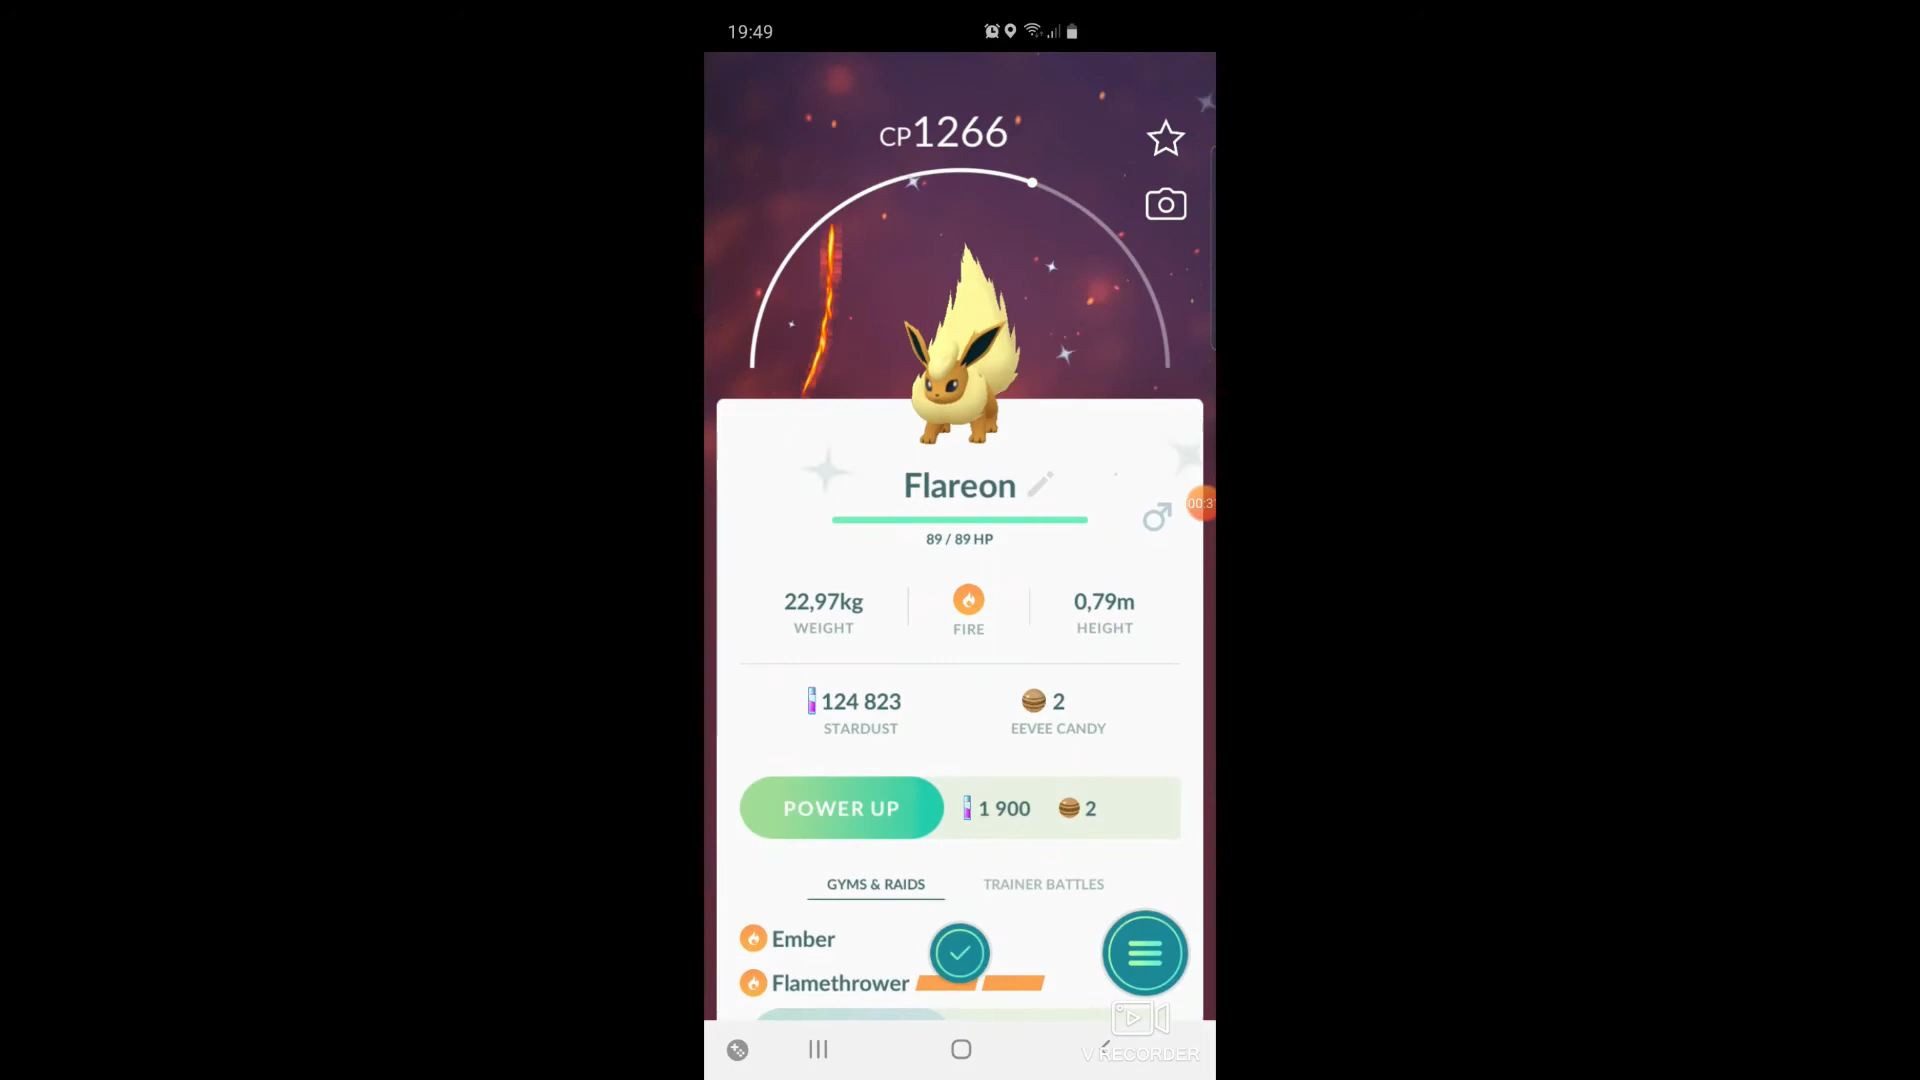 19:49
CP1266
Flareon
89 / 89 HP
22,97kg
WEIGHT
FIRE
0,79m
HEIGHT
124 823
STARDUST
2
EEVEE CANDY
POWER UP
1 900
2
GYMS & RAIDS
TRAINER BATTLES
Ember
Flamethrower
V RECORDER